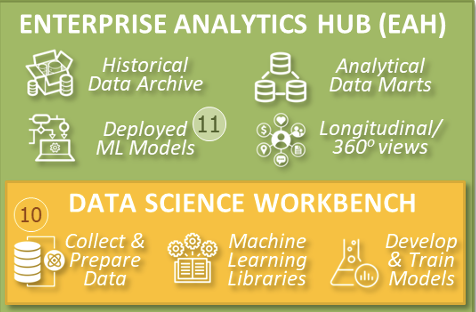 ENTERPRISE ANALYTICS HUB (EAH)
Historical
Data Archive
Analytical
Data Marts
Deployed
ML Models
11
Longitudinal/
360º views
10
DATA SCIENCE WORKBENCH
Collect &
Prepare
Data
Machine
Learning
Libraries
Develop
& Train
Models